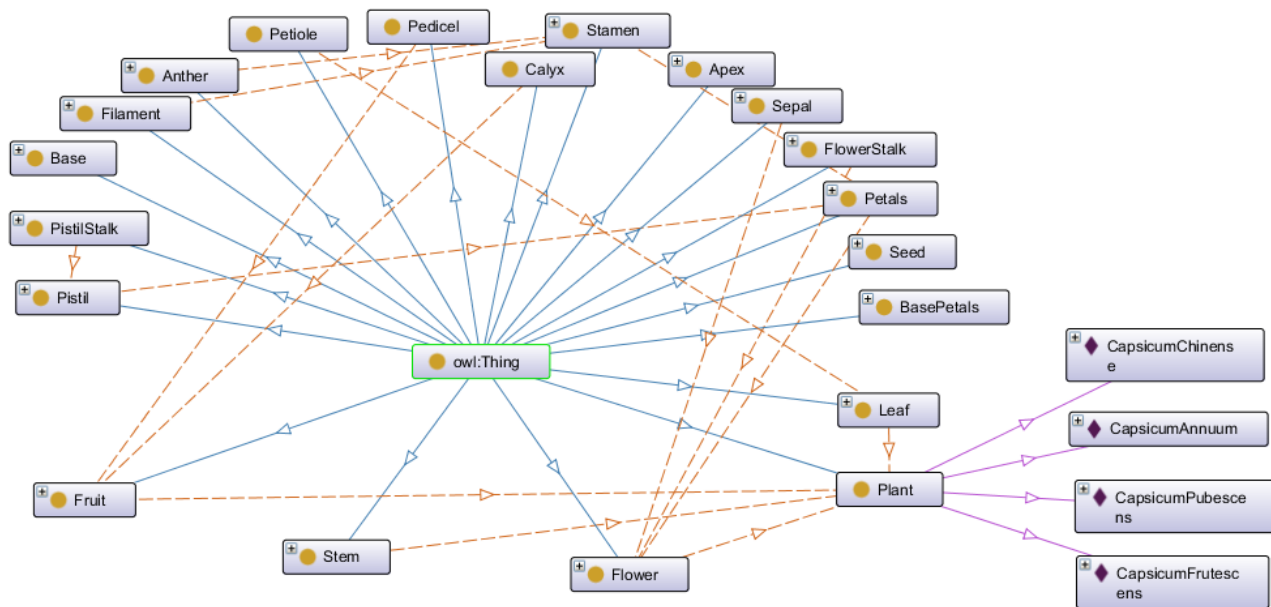 Petiole
Pedicel
Stamen
Anther
Calyx
Apex
Filament
Sepal
Base
FlowerStalk
Petals
PistilStalk
Seed
Pistil
BasePetals
owl:Thing
CapsicumChinens
e
Leaf
CapsicumAnnuum
Fruit
Plant
CapsicumPubesce
ns
Stem
Flower
CapsicumFrutesc
ens